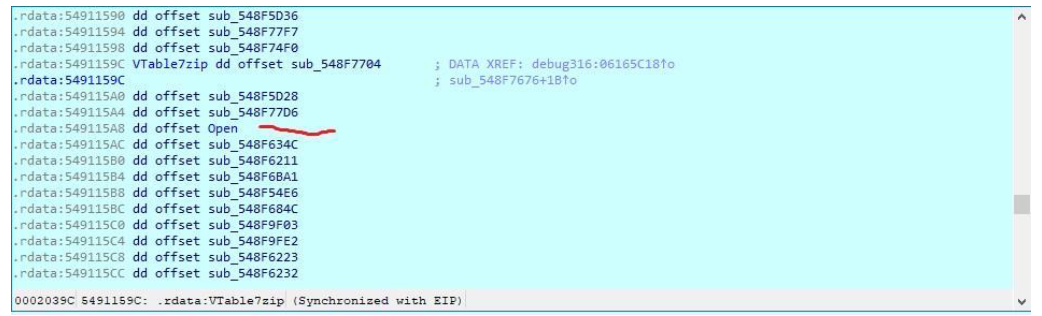 .rdata:54911590 dd offset sub_548F5D36
.rdata:54911594 dd offset sub_548F77F7
.rdata:54911598 dd offset sub_548F74F0
.rdata:5491159C VTable7zip dd offset sub_548F7704 ; DATA XREF: debug316:06165C18↑o
.rdata:5491159C ; sub_548F7676+1B↑o
.rdata:549115A0 dd offset sub_548F5D28
.rdata:549115A4 dd offset sub_548F77D6
.rdata:549115A8 dd offset Open
.rdata:549115AC dd offset sub_548F634C
.rdata:549115B0 dd offset sub_548F6211
.rdata:549115B4 dd offset sub_548F6BA1
.rdata:549115B8 dd offset sub_548F54E6
.rdata:549115BC dd offset sub_548F684C
.rdata:549115C0 dd offset sub_548F9F03
.rdata:549115C4 dd offset sub_548F9FE2
.rdata:549115C8 dd offset sub_548F6223
.rdata:549115CC dd offset sub_548F6232
0002039C 5491159C: .rdata:VTable7zip (Synchronized with EIP)